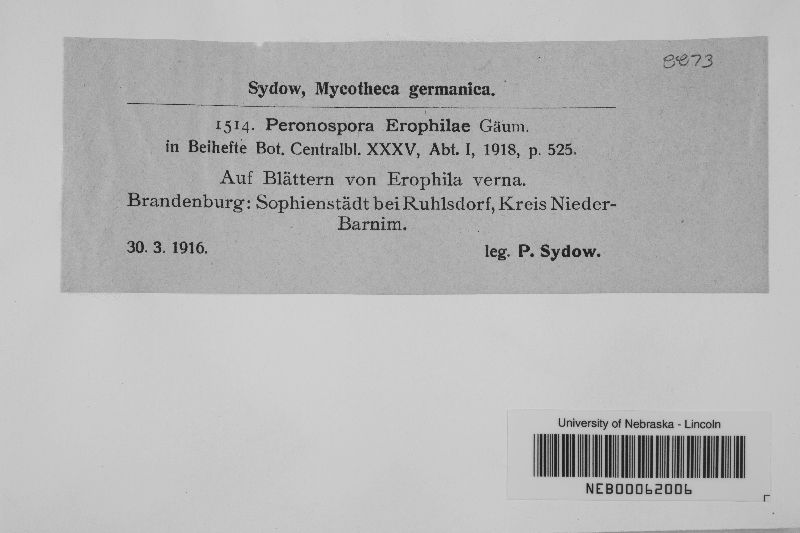 8873
Sydow, Mycotheca germanica.
1514. Peronospora Erophilae Gäum.
in Beihefte Bot. Centralbl. XXXV, Abt. I, 1918, p. 525.
Auf Blättern von Erophila verna.
Brandenburg: Sophienstädt bei Ruhlsdorf, Kreis Nieder-
Barnim.
30. 3. 1916. leg. P. Sydow.
University of Nebraska - Lincoln
NEB00062006